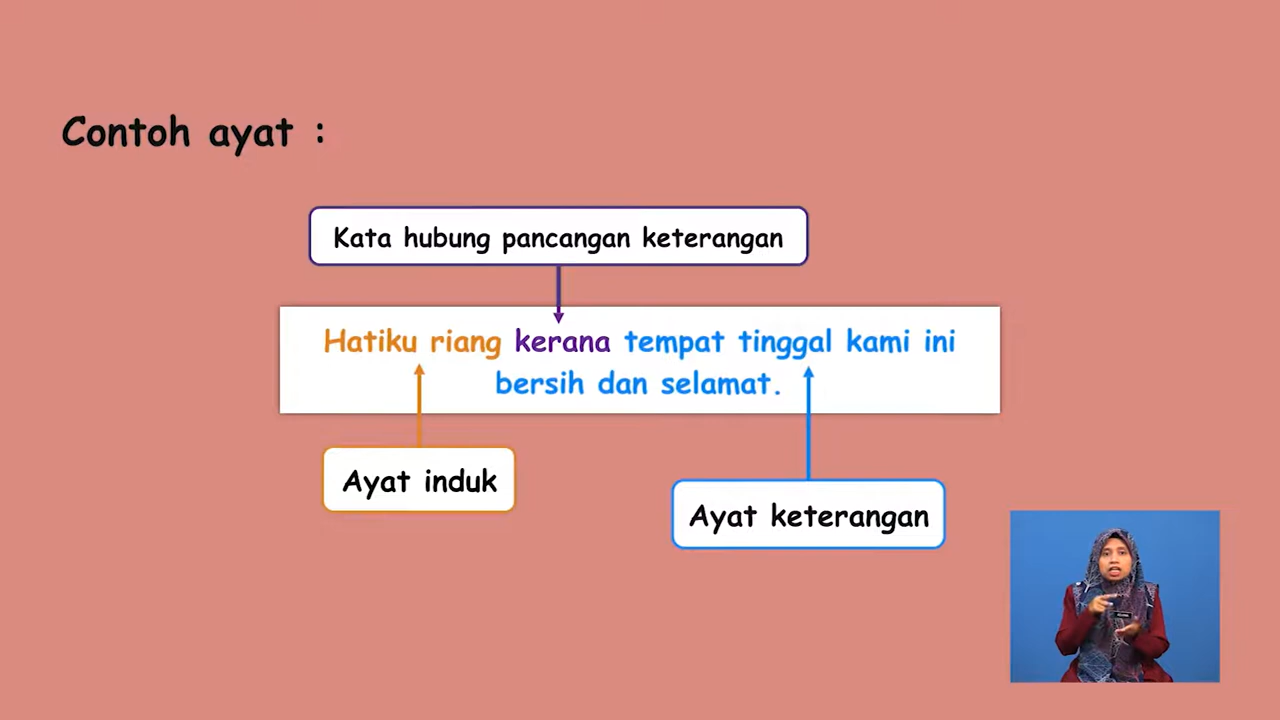 Contoh ayat :
Kata hubung pancangan keterangan
Hatiku riang kerana tempat tinggal kami ini
bersih dan selamat.
Ayat induk
Ayat keterangan